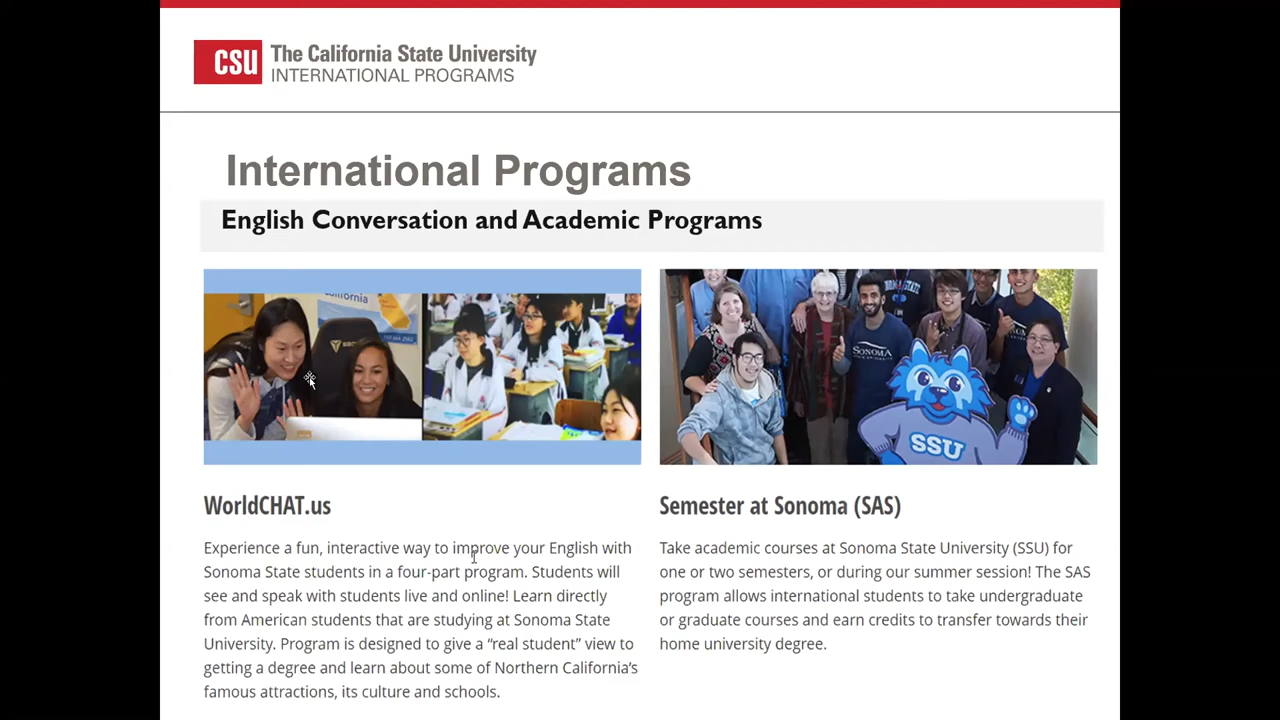 CSU The California State University
INTERNATIONAL PROGRAMS
International Programs
English Conversation and Academic Programs
California
SONOMA
SSU
WorldCHAT.us
Experience a fun, interactive way to improve your English with
Sonoma State students in a four-part program. Students will
see and speak with students live and online! Learn directly
from American students that are studying at Sonoma State
University. Program is designed to give a “real student” view to
getting a degree and learn about some of Northern California’s
famous attractions, its culture and schools.
Semester at Sonoma (SAS)
Take academic courses at Sonoma State University (SSU) for
one or two semesters, or during our summer session! The SAS
program allows international students to take undergraduate
or graduate courses and earn credits to transfer towards their
home university degree.